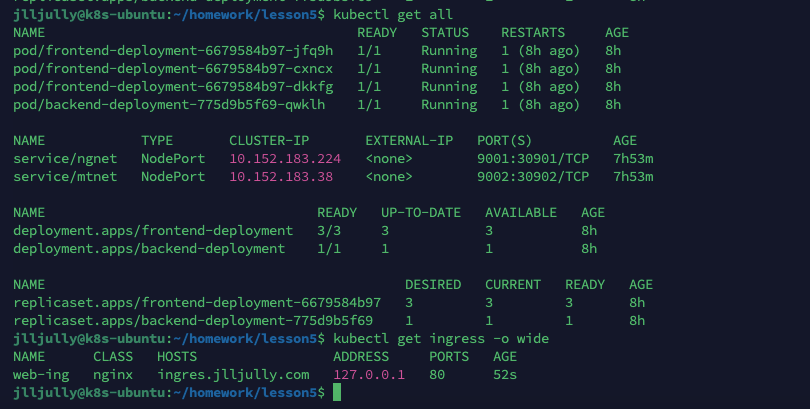 jlljully@k8s-ubuntu:~/homework/lesson5$ kubectl get all
NAME READY STATUS RESTARTS AGE
pod/frontend-deployment-6679584b97-jfq9h 1/1 Running 1 (8h ago) 8h
pod/frontend-deployment-6679584b97-cxncx 1/1 Running 1 (8h ago) 8h
pod/frontend-deployment-6679584b97-dkkfg 1/1 Running 1 (8h ago) 8h
pod/backend-deployment-775d9b5f69-qwklh 1/1 Running 1 (8h ago) 8h
NAME TYPE CLUSTER-IP EXTERNAL-IP PORT(S) AGE
service/ngnet NodePort 10.152.183.224 <none> 9001:30901/TCP 7h53m
service/mtnet NodePort 10.152.183.38 <none> 9002:30902/TCP 7h53m
NAME READY UP-TO-DATE AVAILABLE AGE
deployment.apps/frontend-deployment 3/3 3 3 8h
deployment.apps/backend-deployment 1/1 1 1 8h
NAME DESIRED CURRENT READY AGE
replicaset.apps/frontend-deployment-6679584b97 3 3 3 8h
replicaset.apps/backend-deployment-775d9b5f69 1 1 1 8h
jlljully@k8s-ubuntu:~/homework/lesson5$ kubectl get ingress -o wide
NAME CLASS HOSTS ADDRESS PORTS AGE
web-ing nginx ingres.jlljully.com 127.0.0.1 80 52s
jlljully@k8s-ubuntu:~/homework/lesson5$